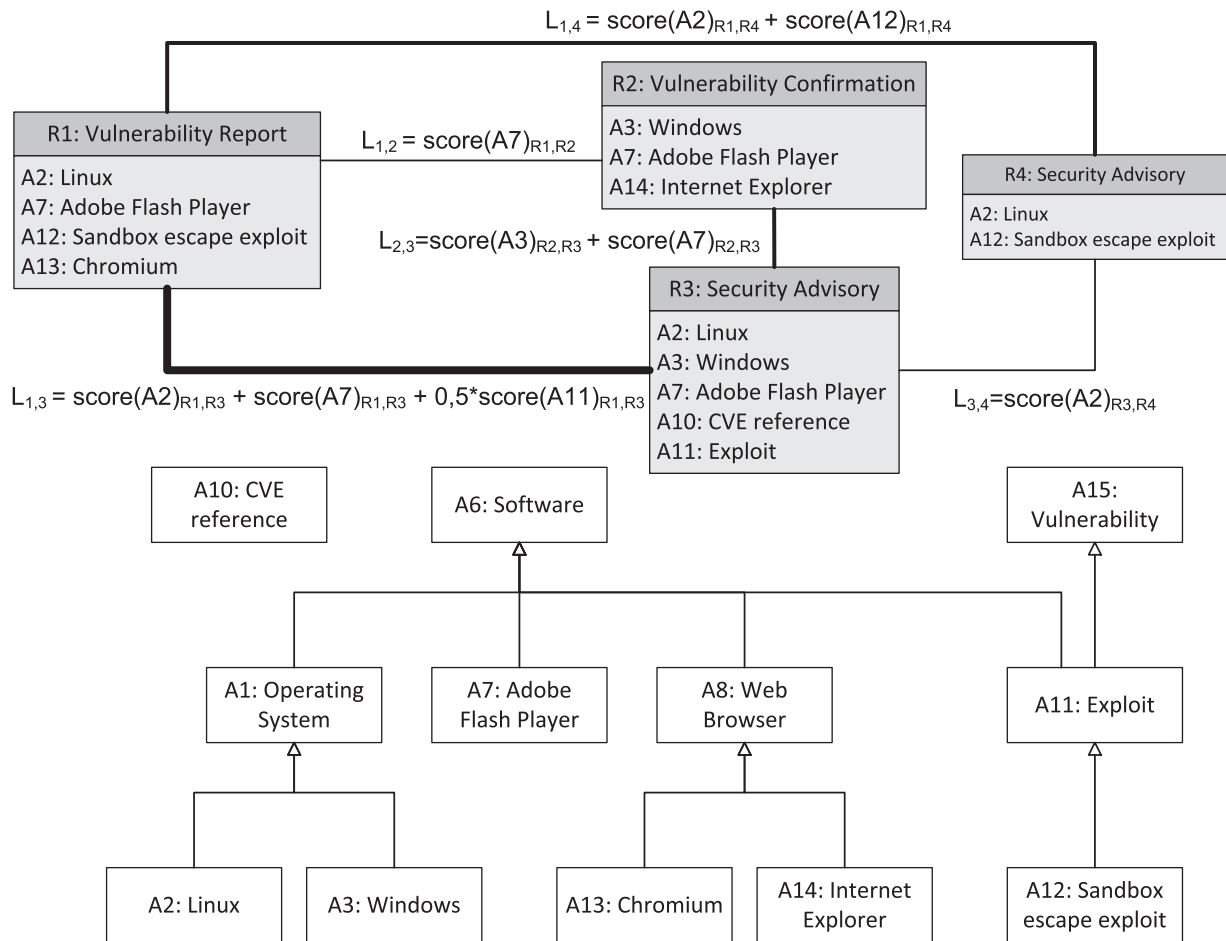 L1,4 = score(A2)R1,R4 + score(A12)R1,R4
R2: Vulnerability Confirmation
A3: Windows
A7: Adobe Flash Player
A14: Internet Explorer
R1: Vulnerability Report
A2: Linux
A7: Adobe Flash Player
A12: Sandbox escape exploit
A13: Chromium
L1,2 = score(A7)R1,R2
R4: Security Advisory
A2: Linux
A12: Sandbox escape exploit
L2,3=score(A3)R2,R3 + score(A7)R2,R3
R3: Security Advisory
A2: Linux
A3: Windows
A7: Adobe Flash Player
A10: CVE reference
A11: Exploit
L1,3 = score(A2)R1,R3 + score(A7)R1,R3 + 0,5*score(A11)R1,R3
L3,4=score(A2)R3,R4
A10: CVE
reference
A6: Software
A15:
Vulnerability
A1: Operating
System
A7: Adobe
Flash Player
A8: Web
Browser
A11: Exploit
A2: Linux
A3: Windows
A13: Chromium
A14: Internet
Explorer
A12: Sandbox
escape exploit